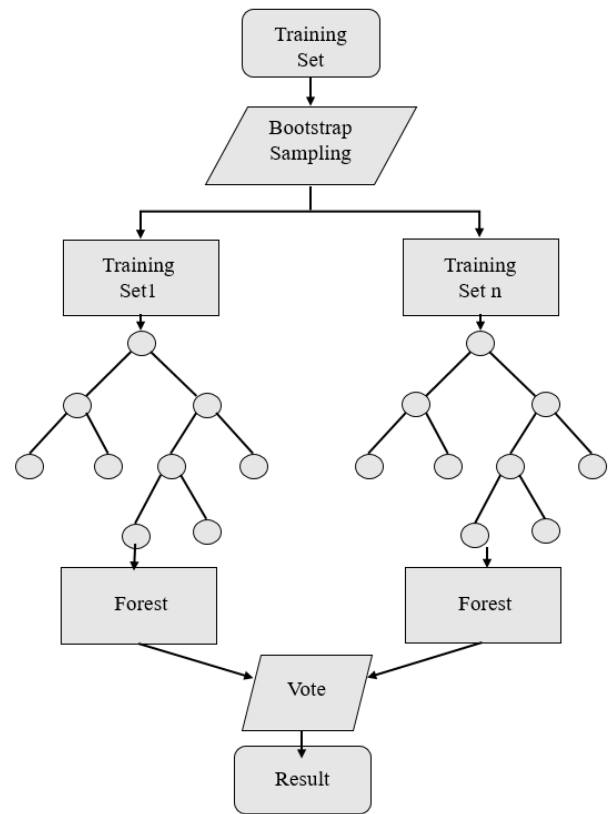 Training
Set
Bootstrap
Sampling
Training
Set1
Training
Set n
Forest
Forest
Vote
Result